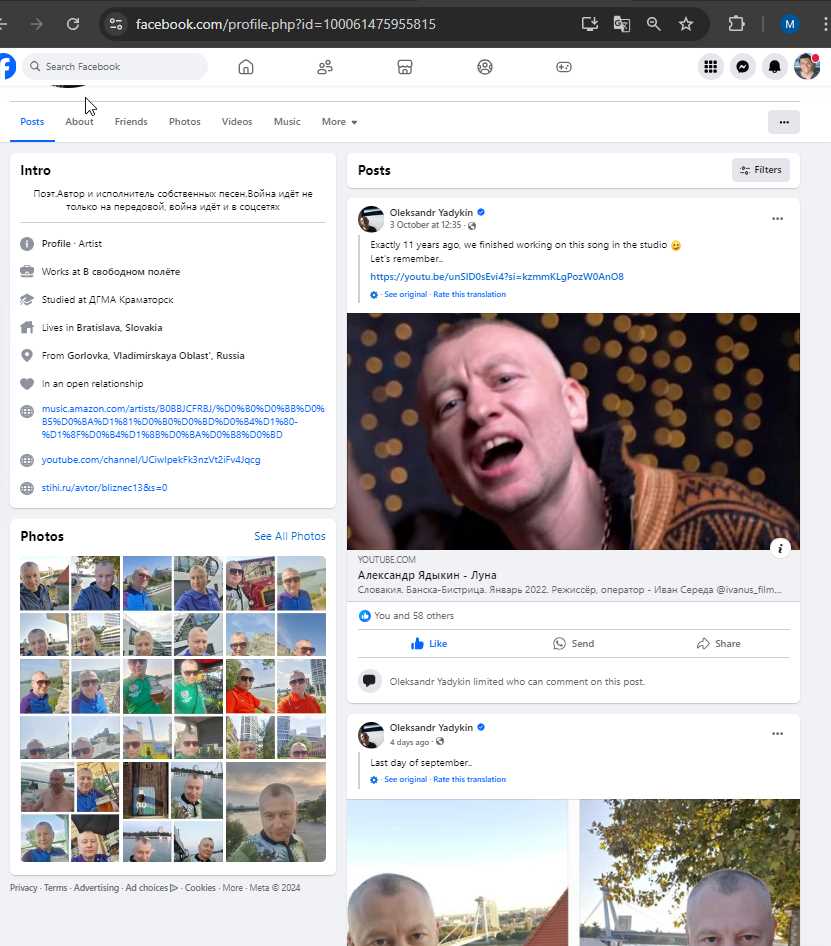 facebook.com/profile.php?id=100061475955815
M
Search Facebook
Posts
About
Friends
Photos
Videos
Music
More
Intro
Поэт,Автор и исполнитель собственных песен.Война идёт не
только на передовой, война идёт и в соцсетях
Profile · Artist
Works at В свободном полёте
Studied at ДГМА Краматорск
Lives in Bratislava, Slovakia
From Gorlovka, Vladimirskaya Oblast', Russia
In an open relationship
music.amazon.com/artists/B0BBJCFRBJ/%D0%B0%D0%BB%D0%
B5%D0%BA%D1%81%D0%B0%D0%BD%D0%B4%D1%80-
%D1%8F%D0%B4%D1%8B%D0%BA%D0%B8%D0%BD
youtube.com/channel/UCiwIpekFk3nzVt2iFv4Jqcg
stihi.ru/avtor/bliznec13&s=0
Photos
See All Photos
Privacy · Terms · Advertising · Ad choices · Cookies · More · Meta © 2024
Posts
Filters
Oleksandr Yadykin
3 October at 12:35 ·
Exactly 11 years ago, we finished working on this song in the studio 😀
Let's remember..
https://youtu.be/unSlD0sEvi4?si=kzmmKLgPozW0AnO8
· See original · Rate this translation
YOUTUBE.COM
Александр Ядыкин - Луна
Словакия. Банска-Бистрица. Январь 2022. Режиссёр, оператор - Иван Середа @ivanus_film...
You and 58 others
Like
Send
Share
Oleksandr Yadykin limited who can comment on this post.
Oleksandr Yadykin
4 days ago ·
Last day of september..
· See original · Rate this translation